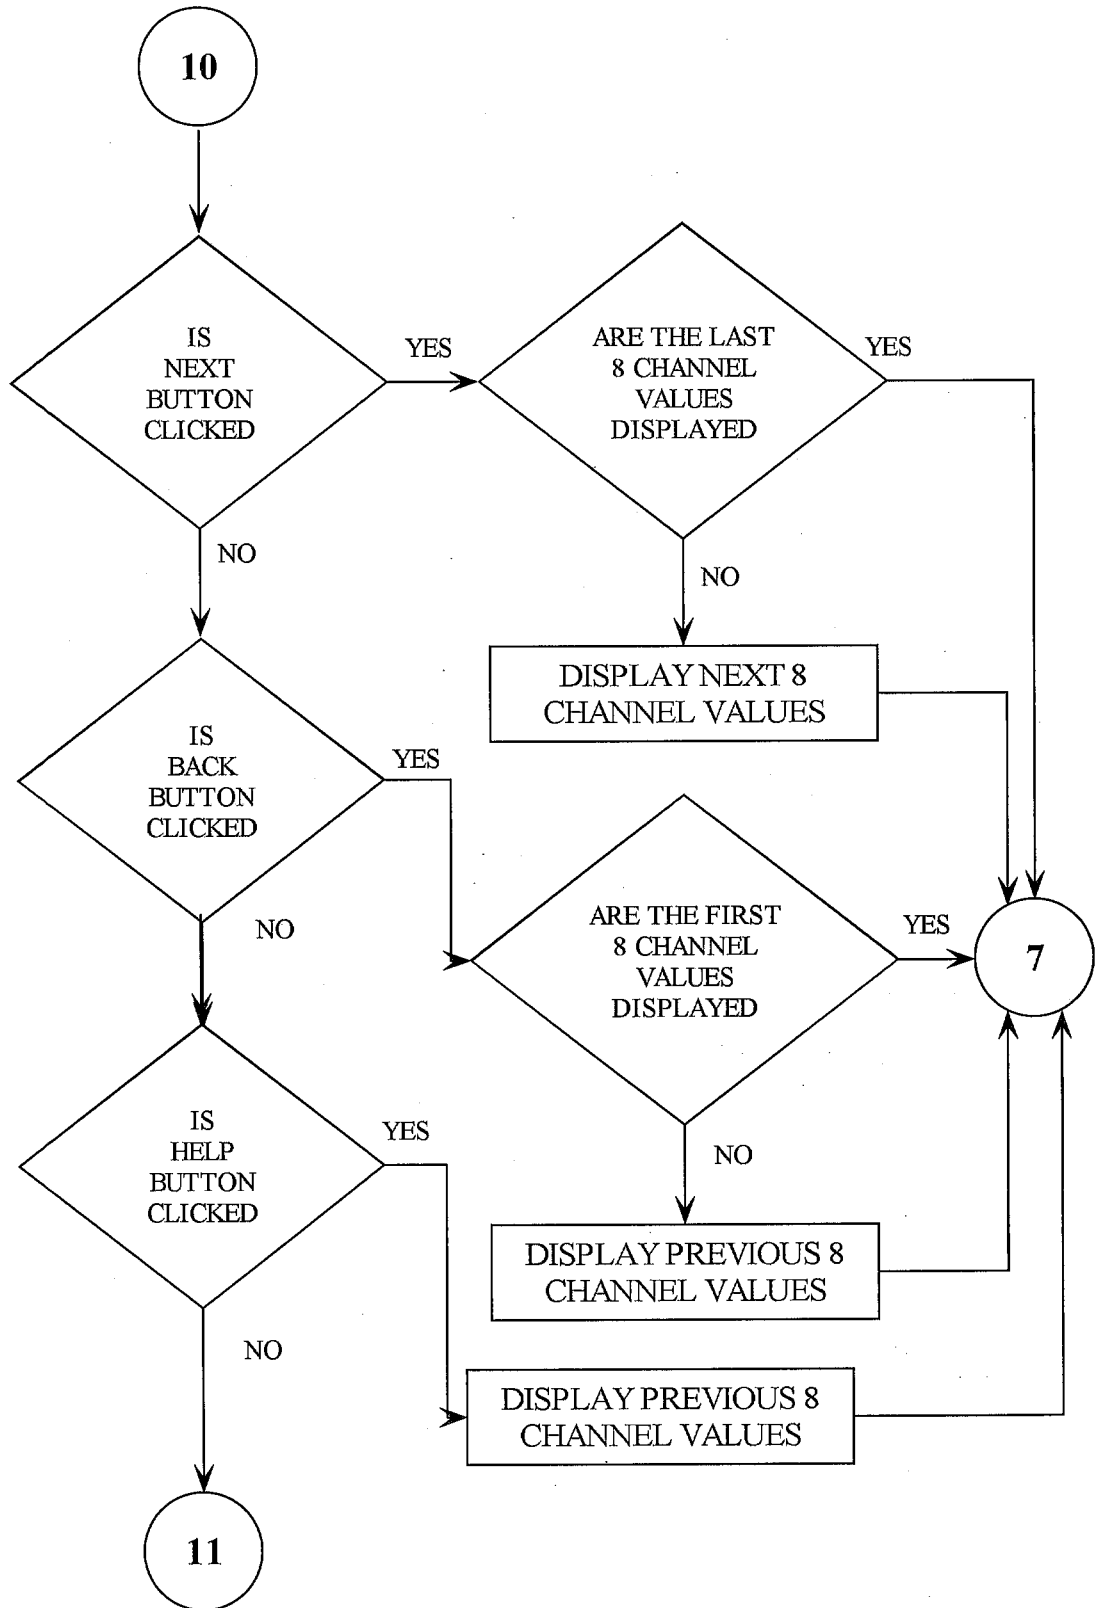 10
IS
NEXT
BUTTON
CLICKED
YES
ARE THE LAST
8 CHANNEL
VALUES
DISPLAYED
YES
NO
NO
DISPLAY NEXT 8
CHANNEL VALUES
IS
BACK
BUTTON
CLICKED
YES
NO
ARE THE FIRST
8 CHANNEL
VALUES
DISPLAYED
YES
7
IS
HELP
BUTTON
CLICKED
YES
NO
DISPLAY PREVIOUS 8
CHANNEL VALUES
NO
DISPLAY PREVIOUS 8
CHANNEL VALUES
11